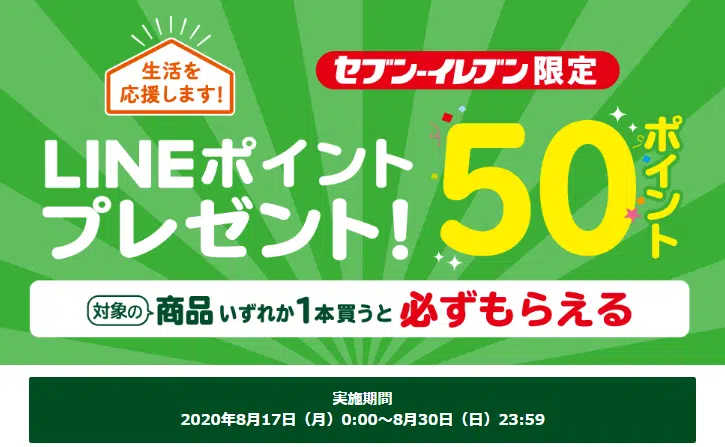 生活を
応援します!
セブン-イレブン限定
LINEポイント
プレゼント!
50ポイント
対象の商品いずれか1本買うと必ずもらえる
実施期間
2020年8月17日（月）0:00～8月30日（日）23:59